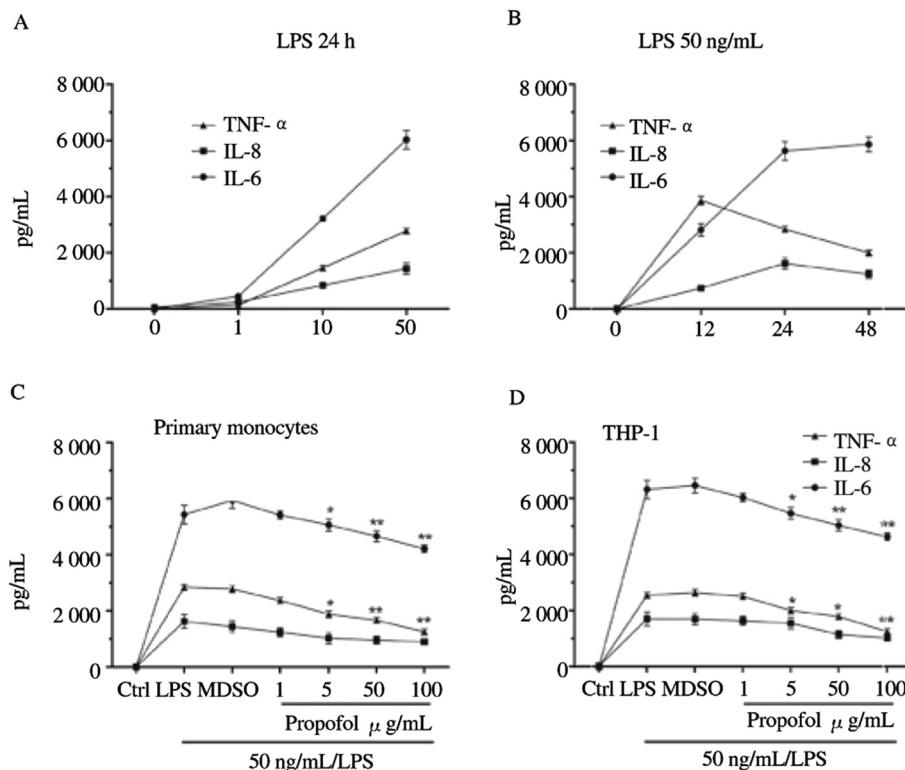 A
LPS 24 h
8 000
6 000
4 000
2 000
0
pg/mL
TNF- α
IL-8
IL-6
0 1 10 50
B
LPS 50 ng/mL
8 000
6 000
4 000
2 000
0
pg/mL
TNF- α
IL-8
IL-6
0 12 24 48
C
Primary monocytes
8 000
6 000
4 000
2 000
0
pg/mL
* ** **
* ** **
Ctrl LPS MDSO 1 5 50 100
Propofol μ g/mL
50 ng/mL/LPS
D
THP-1
8 000
6 000
4 000
2 000
0
pg/mL
TNF- α
IL-8
IL-6
* ** **
* * **
Ctrl LPS MDSO 1 5 50 100
Propofol μ g/mL
50 ng/mL/LPS